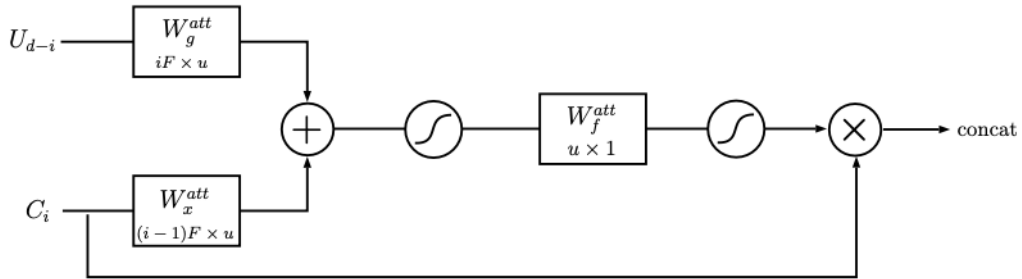 U_{d-i}
W_g^{att}
iF × u
+
W_f^{att}
u × 1
×
concat
C_i
W_x^{att}
(i − 1)F × u